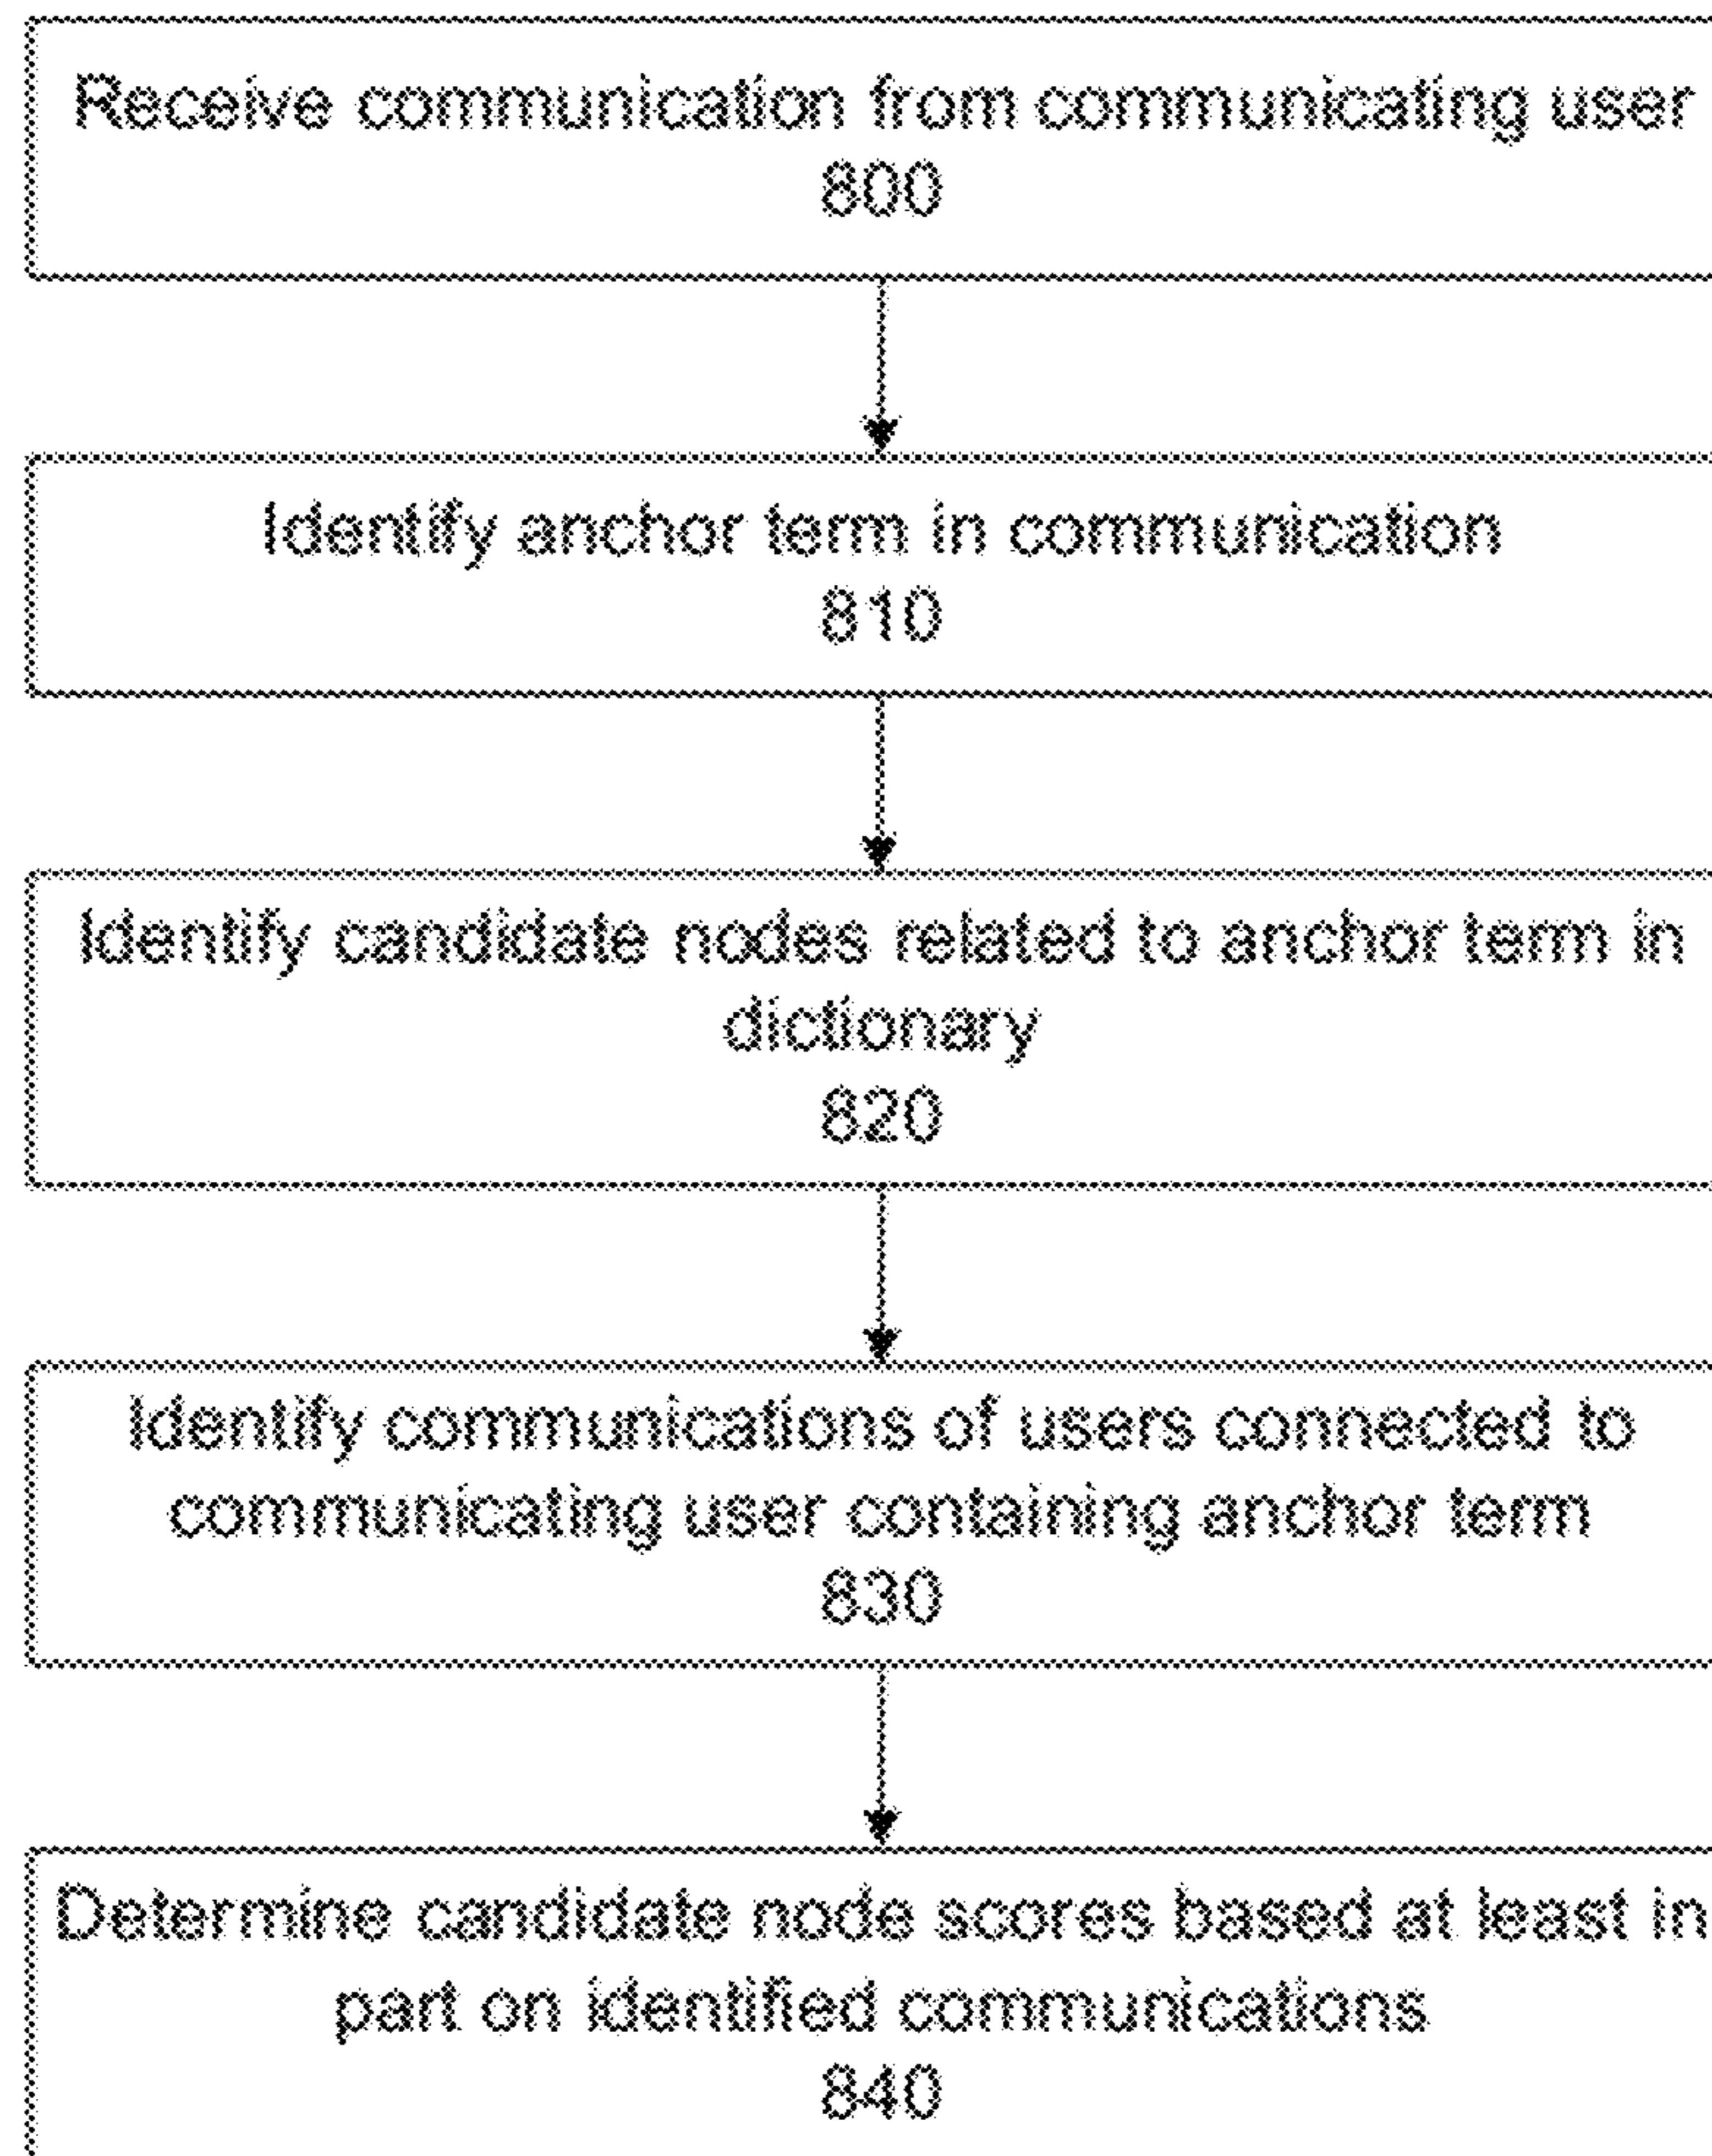 Receive communication from communicating user
800
Identify anchor term in communication
810
Identify candidate nodes related to anchor term in
dictionary
820
Identify communications of users connected to
communicating user containing anchor term
830
Determine candidate node scores based at least in
part on identified communications
840